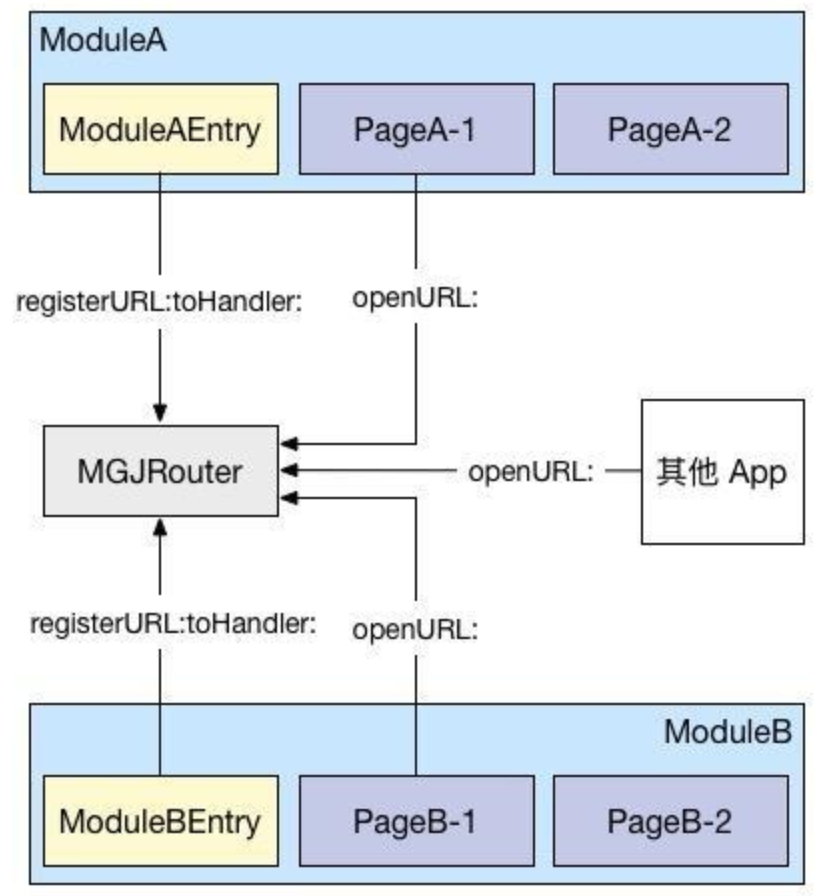 ModuleA
ModuleAEntry
PageA-1
PageA-2
registerURL:toHandler:
openURL:
MGJRouter
openURL:
其他 App
registerURL:toHandler:
openURL:
ModuleB
ModuleBEntry
PageB-1
PageB-2